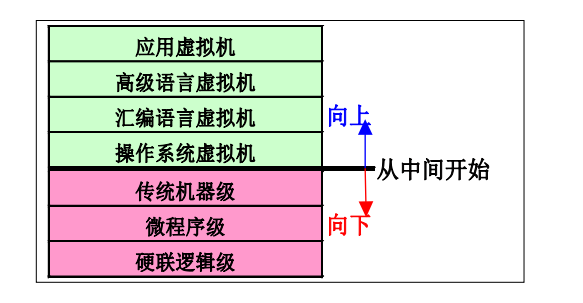 应用虚拟机
高级语言虚拟机
汇编语言虚拟机
向上
操作系统虚拟机
从中间开始
传统机器级
微程序级
向下
硬联逻辑级